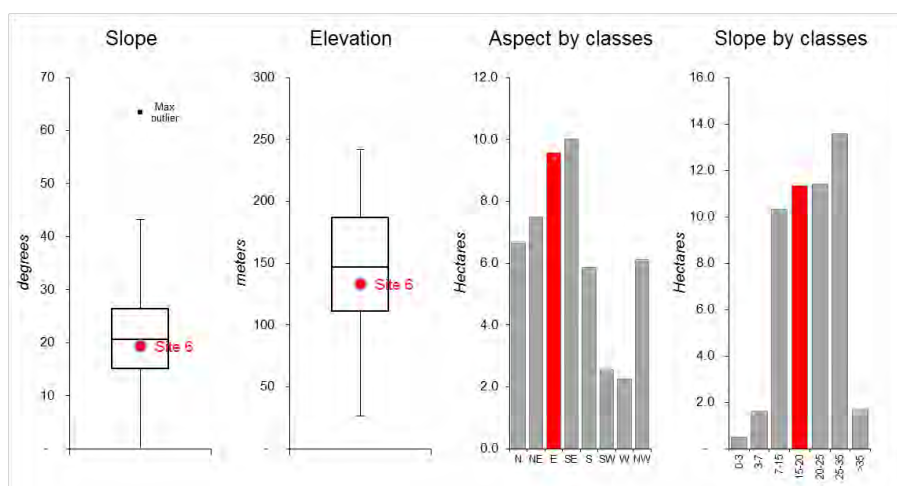 Slope
70
60
50
40
30
20
10
-
degrees
Max
outlier
Site 6
Elevation
300
250
200
150
100
50
-
meters
Site 6
Aspect by classes
12.0
10.0
8.0
6.0
4.0
2.0
0.0
Hectares
N NE E SE S SW W NW
Slope by classes
16.0
14.0
12.0
10.0
8.0
6.0
4.0
2.0
-
Hectares
0-3 3-7 7-15 15-20 20-25 25-35 >35